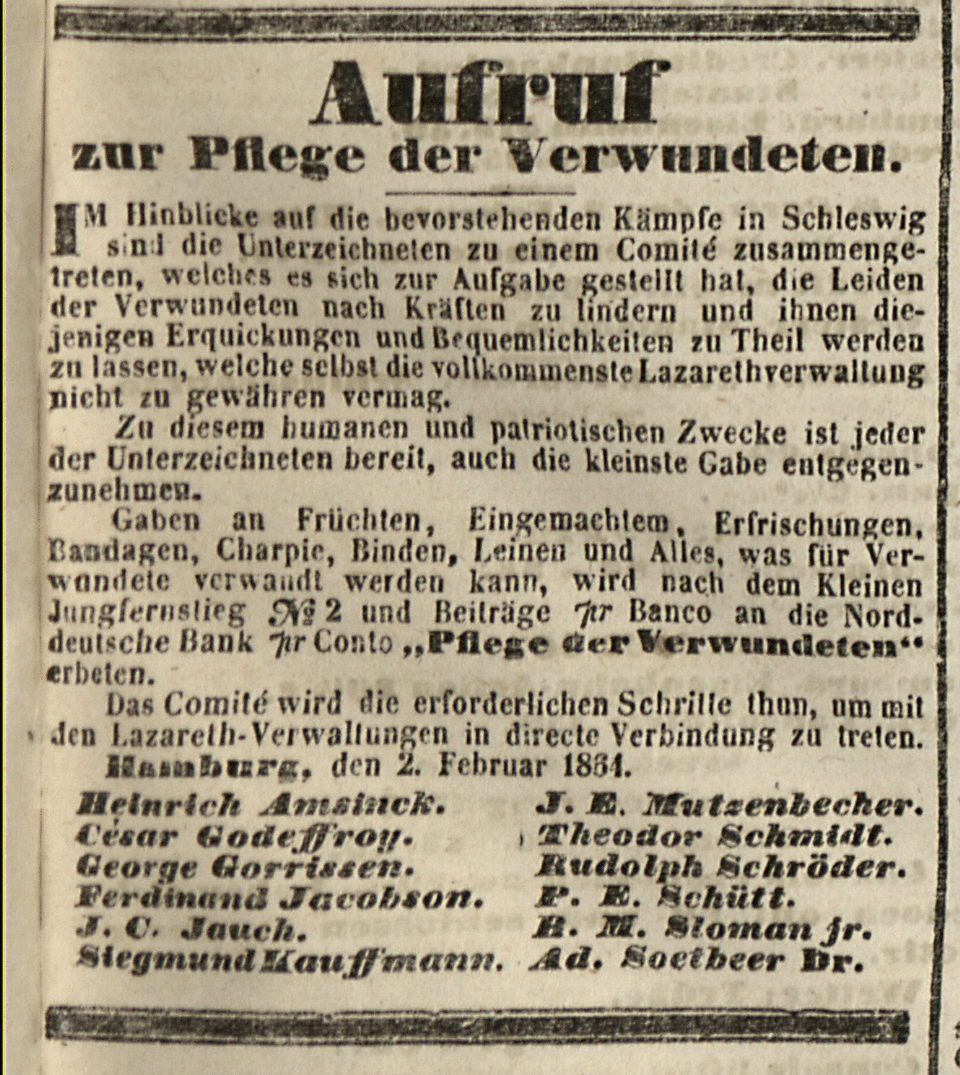 Aufruf
zur Pflege der Verwundeten.
IM Hinblicke auf die bevorstehenden Kämpfe in Schleswig
sind die Unterzeichneten zu einem Comité zusammenge-
treten, welches es sich zur Aufgabe gestellt hat, die Leiden
der Verwundeten nach Kräften zu lindern und ihnen die-
jenigen Erquickungen und Bequemlichkeiten zu Theil werden
zu lassen, welche selbst die vollkommenste Lazarethverwaltung
nicht zu gewähren vermag.
Zu diesem humanen und patriotischen Zwecke ist jeder
der Unterzeichneten bereit, auch die kleinste Gabe entgegen-
zunehmen.
Gaben an Früchten, Eingemachtem, Erfrischungen,
Bandagen, Charpie, Binden, Leinen und Alles, was für Ver-
wundete verwandt werden kann, wird nach dem Kleinen
Jungfernstieg № 2 und Beiträge pr Banco an die Nord-
deutsche Bank pr Conto „Pflege der Verwundeten“
erbeten.
Das Comité wird die erforderlichen Schritte thun, um mit
den Lazareth-Verwaltungen in directe Verbindung zu treten.
Hamburg, den 2. Februar 1864.
Heinrich Amsinck. J. E. Mutzenbecher.
César Godeffroy. Theodor Schmidt.
George Gorrissen. Rudolph Schröder.
Ferdinand Jacobson. F. E. Schütt.
J. C. Jauch. R. M. Sloman jr.
Siegmund Kauffmann. Ad. Soetbeer Dr.